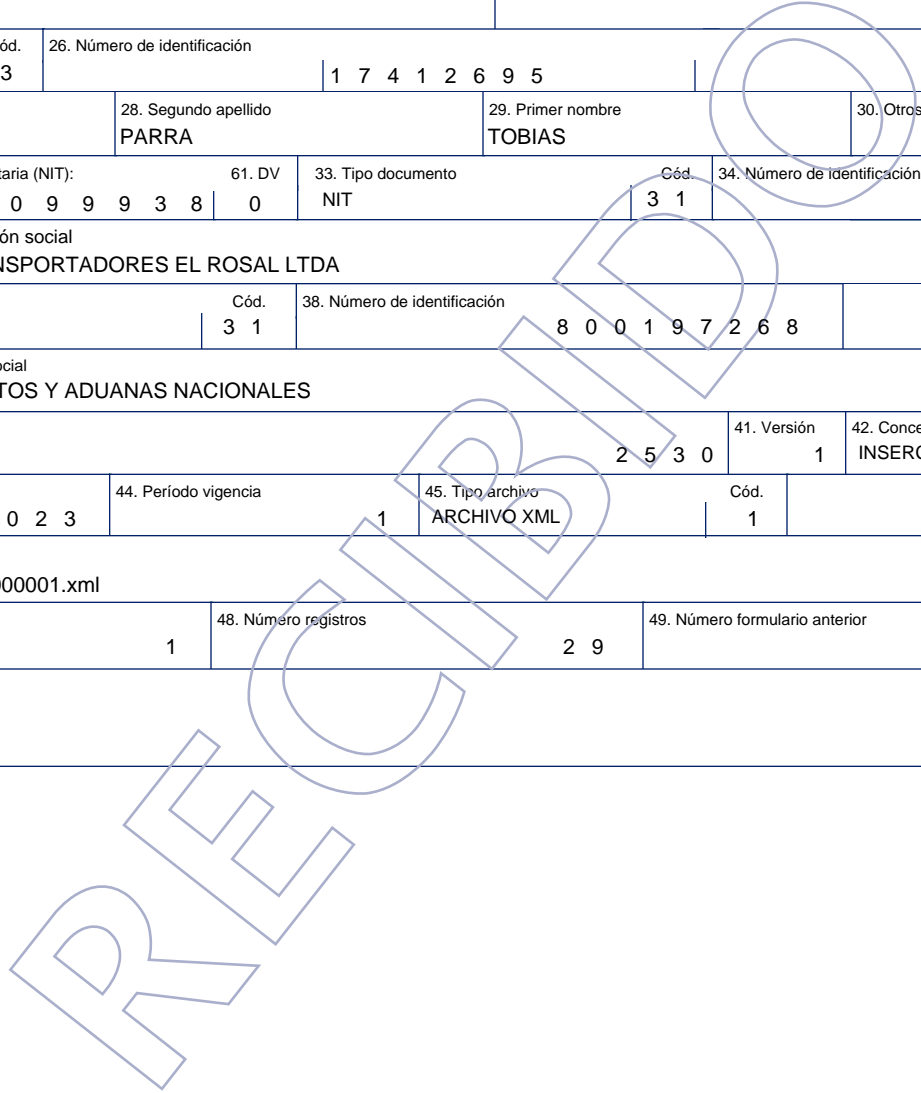 ód. 26. Número de identificación
3 1 7 4 1 2 6 9 5
28. Segundo apellido 29. Primer nombre 30. Otros
PARRA TOBIAS
taria (NIT): 61. DV 33. Tipo documento Cód. 34. Número de identificación
0 9 9 9 3 8 0 NIT 3 1
ón social
NSPORTADORES EL ROSAL LTDA
Cód. 38. Número de identificación
3 1 8 0 0 1 9 7 2 6 8
ocial
TOS Y ADUANAS NACIONALES
41. Versión 42. Conce
2 5 3 0 1 INSERC
44. Período vigencia 45. Tipo archivo Cód.
0 2 3 1 ARCHIVO XML 1
000001.xml
48. Número registros 49. Número formulario anterior
1 2 9
RECIBIDO